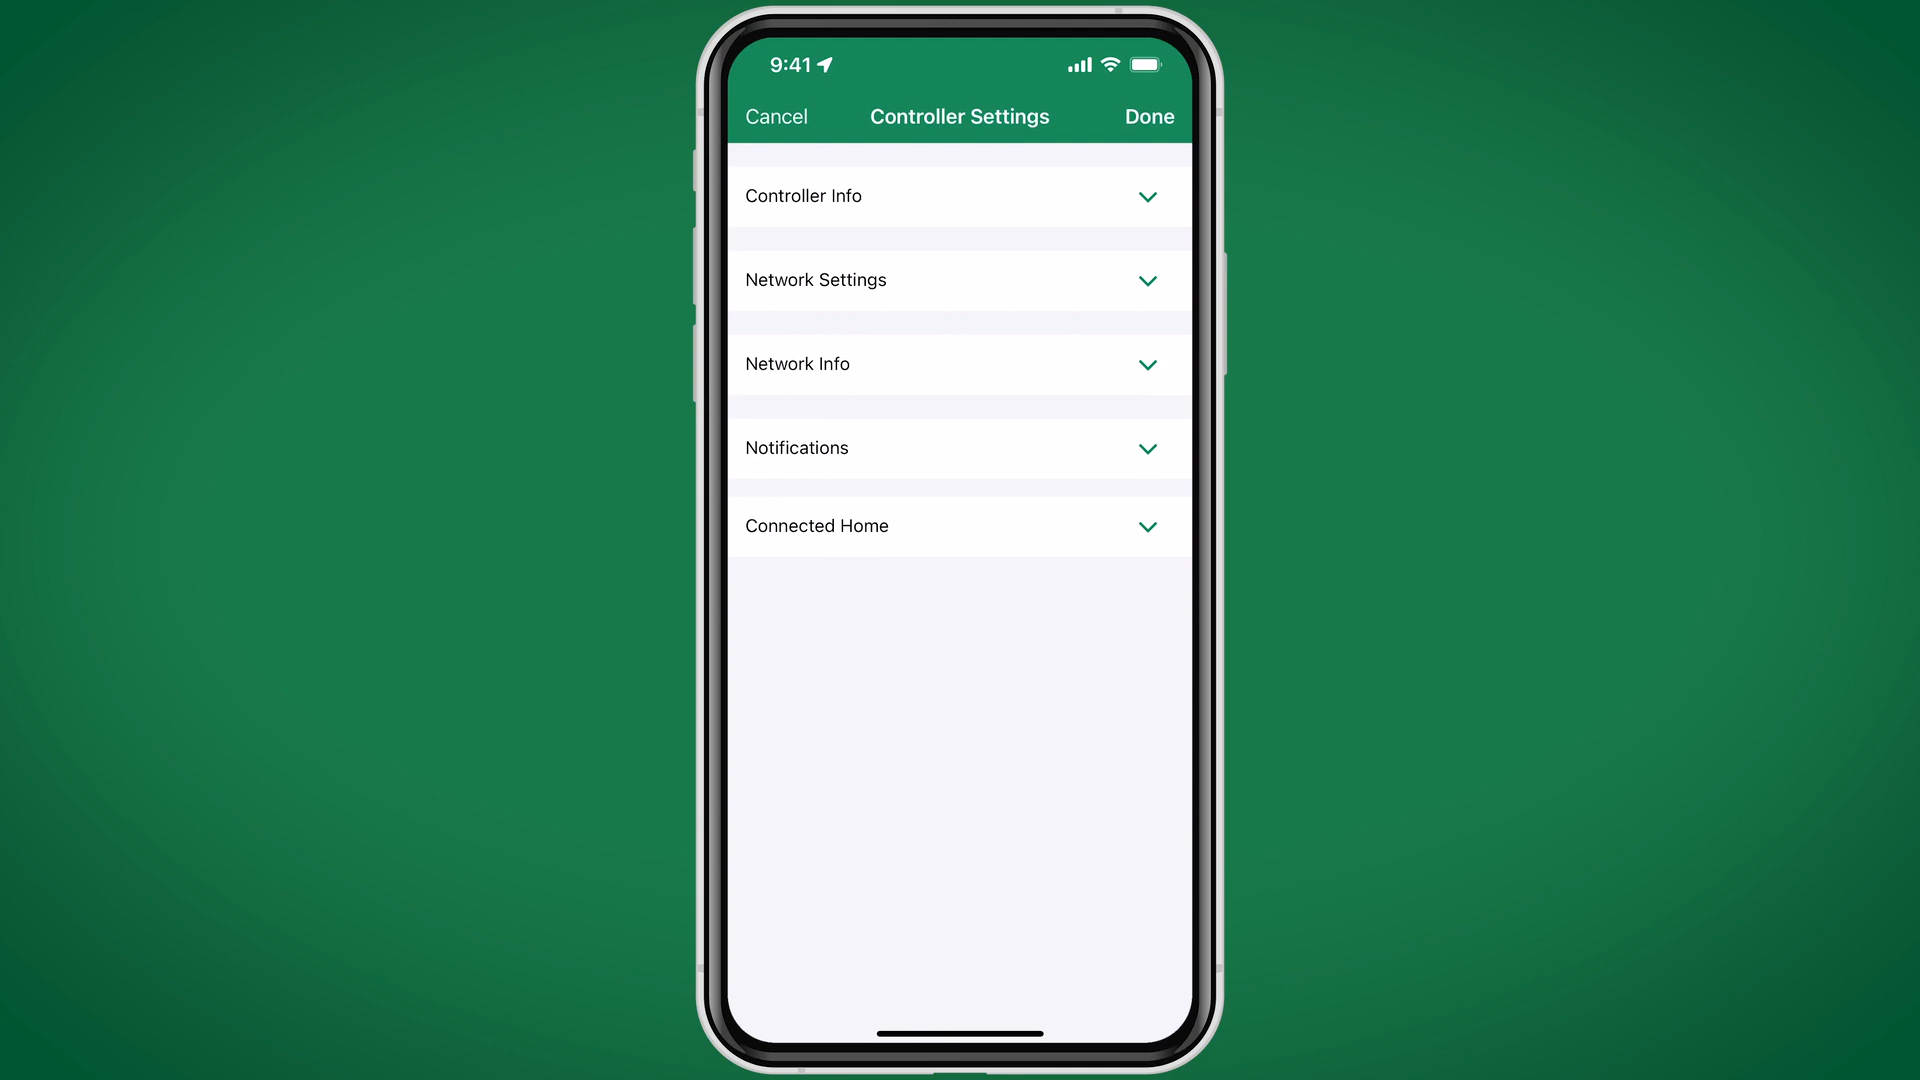 9:41
Cancel Controller Settings Done
Controller Info
Network Settings
Network Info
Notifications
Connected Home